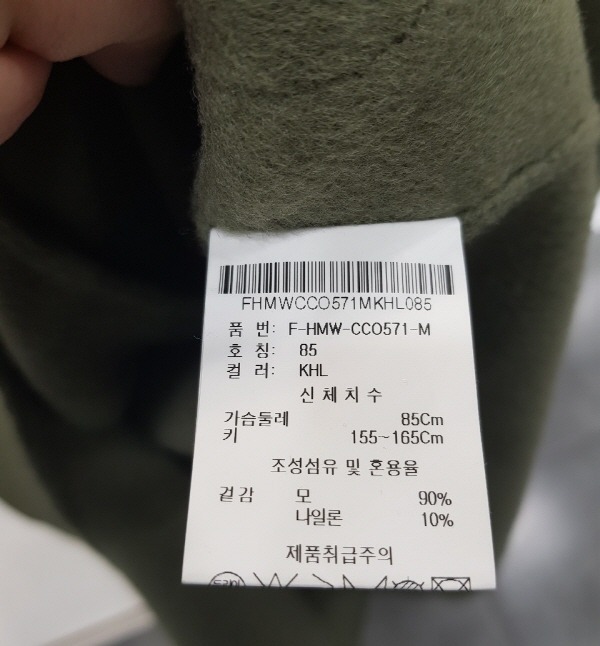 FHMWCCO571MKHL085
품 번: F-HMW-CCO571-M
호 칭: 85
컬 러: KHL
신체치수
가슴둘레 85Cm
키 155~165Cm
조성섬유 및 혼용율
겉감 모 90%
나일론 10%
제품취급주의